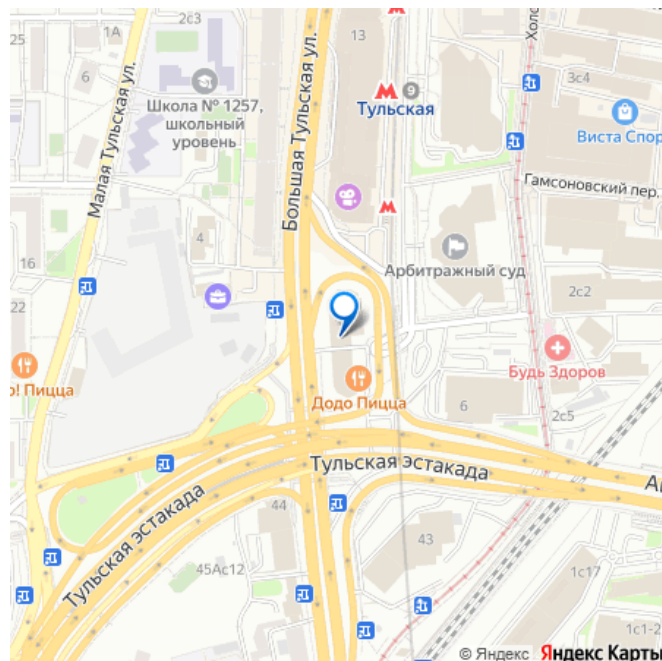 2с3
1А
13
3с4
6
Школа № 1257,
школьный
уровень
М
9
Тульская
Виста Спор
Холо
Малая Тульская ул.
Большая Тульская ул.
Гамсоновский пер.
4
16
Арбитражный суд
2с2
22
о! Пицца
Будь Здоров
Додо Пицца
6
2с5
Тульская эстакада
Тульская эстакада
44
43
45Ас12
1с17
1с1-2
© Яндекс Яндекс Карты